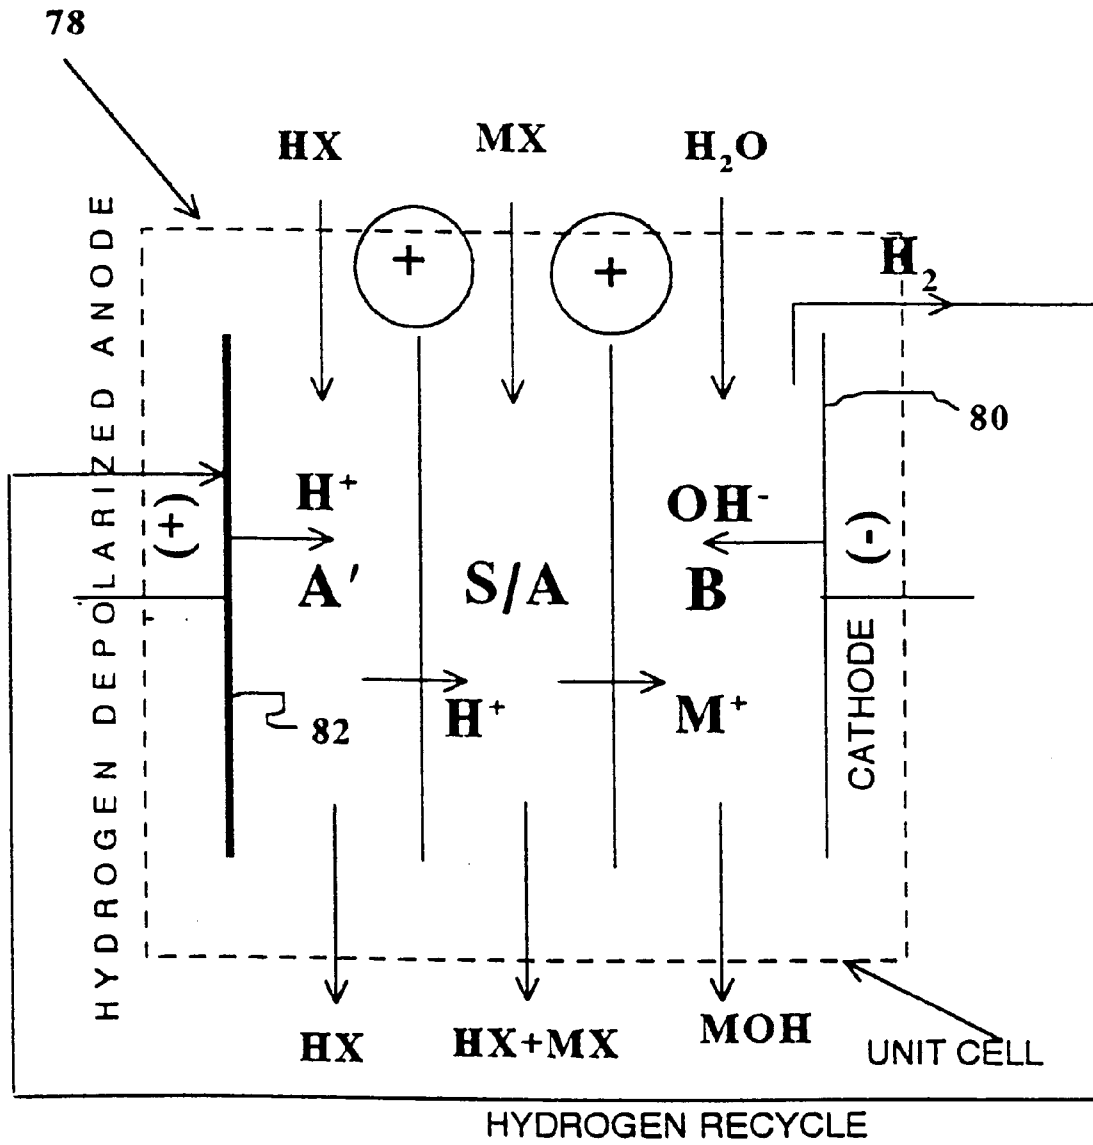 78
HX
MX
H₂O
+
+
H₂
80
HYDROGEN DEPOLARIZED ANODE
(+)
H⁺
OH⁻
(-)
A′
S/A
B
H⁺
M⁺
82
CATHODE
HX
HX+MX
MOH
UNIT CELL
HYDROGEN RECYCLE